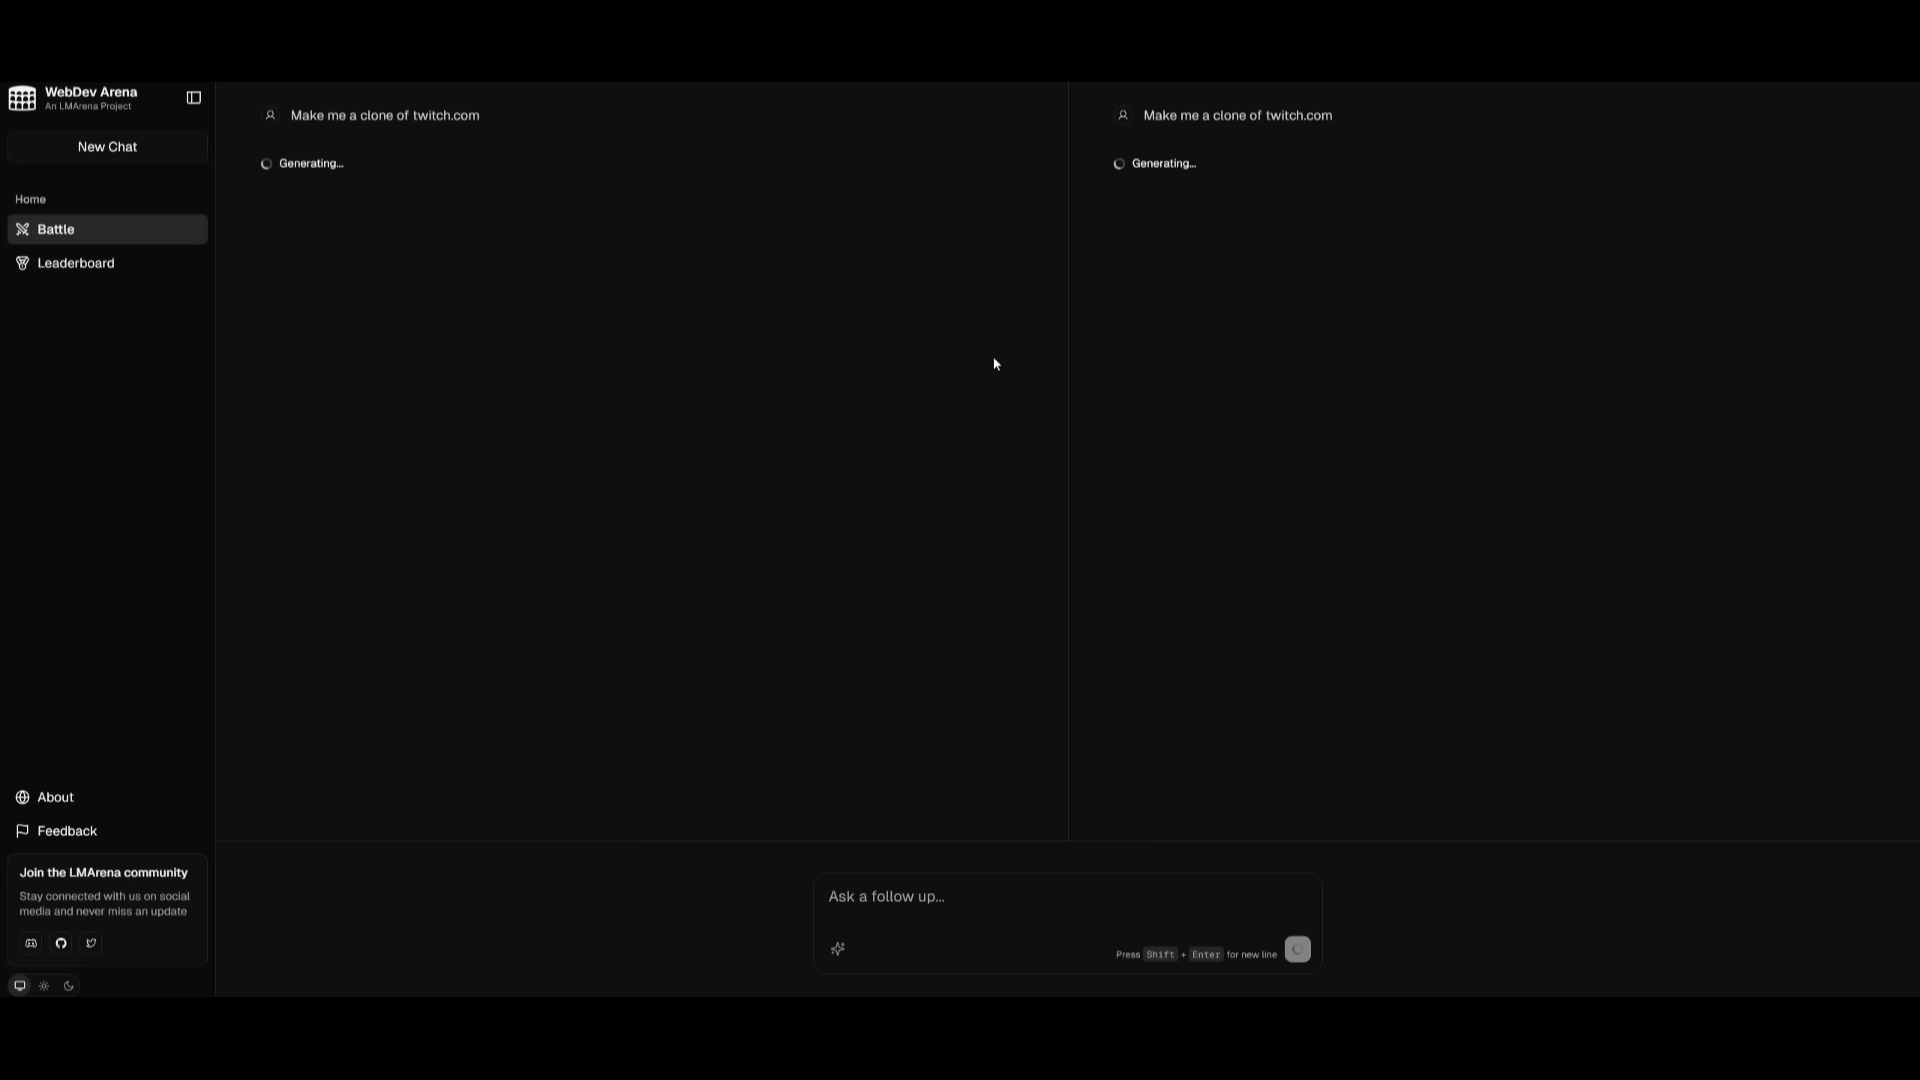 WebDev Arena
An LMArena Project
New Chat
Home
Battle
Leaderboard
About
Feedback
Join the LMArena community
Stay connected with us on social
media and never miss an update
Make me a clone of twitch.com
Generating...
Make me a clone of twitch.com
Generating...
Ask a follow up...
Press Shift + Enter for new line